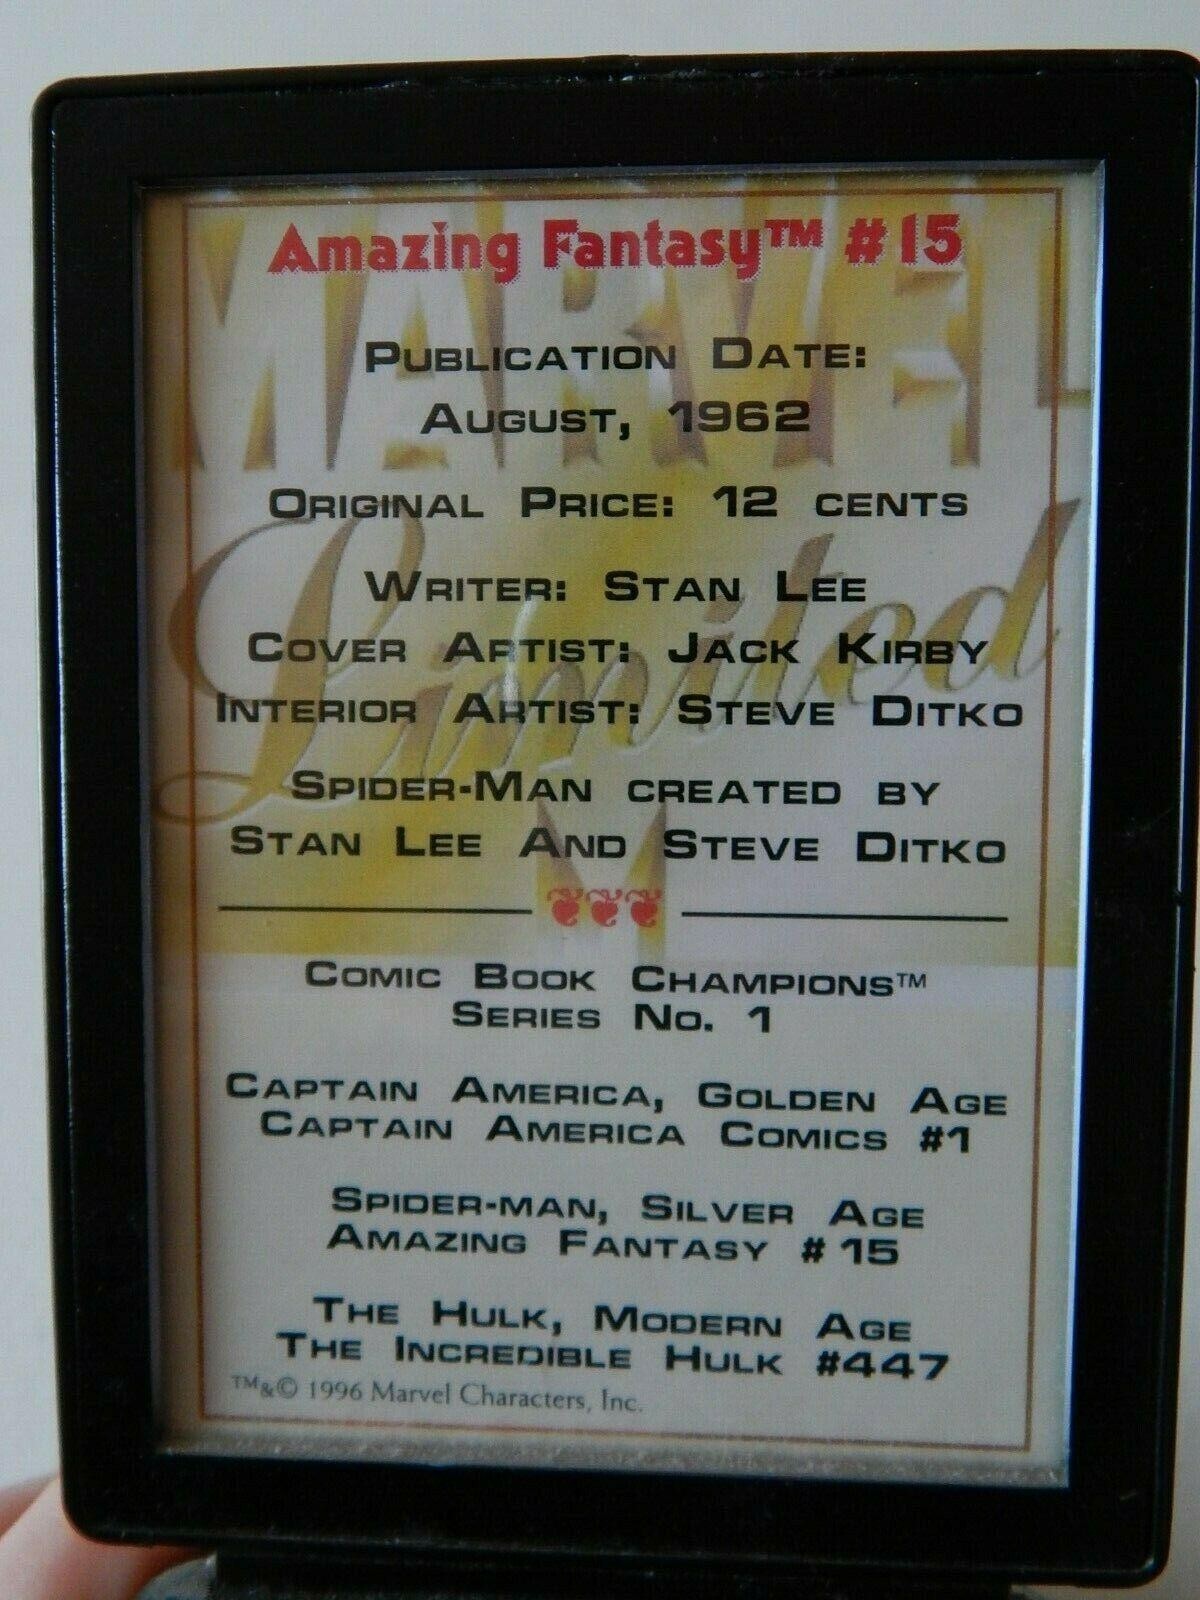 Amazing Fantasy™ #15
PUBLICATION DATE:
AUGUST, 1962
ORIGINAL PRICE: 12 CENTS
WRITER: STAN LEE
COVER ARTIST: JACK KIRBY
INTERIOR ARTIST: STEVE DITKO
SPIDER-MAN CREATED BY
STAN LEE AND STEVE DITKO
COMIC BOOK CHAMPIONS™
SERIES NO. 1
CAPTAIN AMERICA, GOLDEN AGE
CAPTAIN AMERICA COMICS #1
SPIDER-MAN, SILVER AGE
AMAZING FANTASY #15
THE HULK, MODERN AGE
THE INCREDIBLE HULK #447
™&© 1996 Marvel Characters, Inc.
MARVEL
Limited